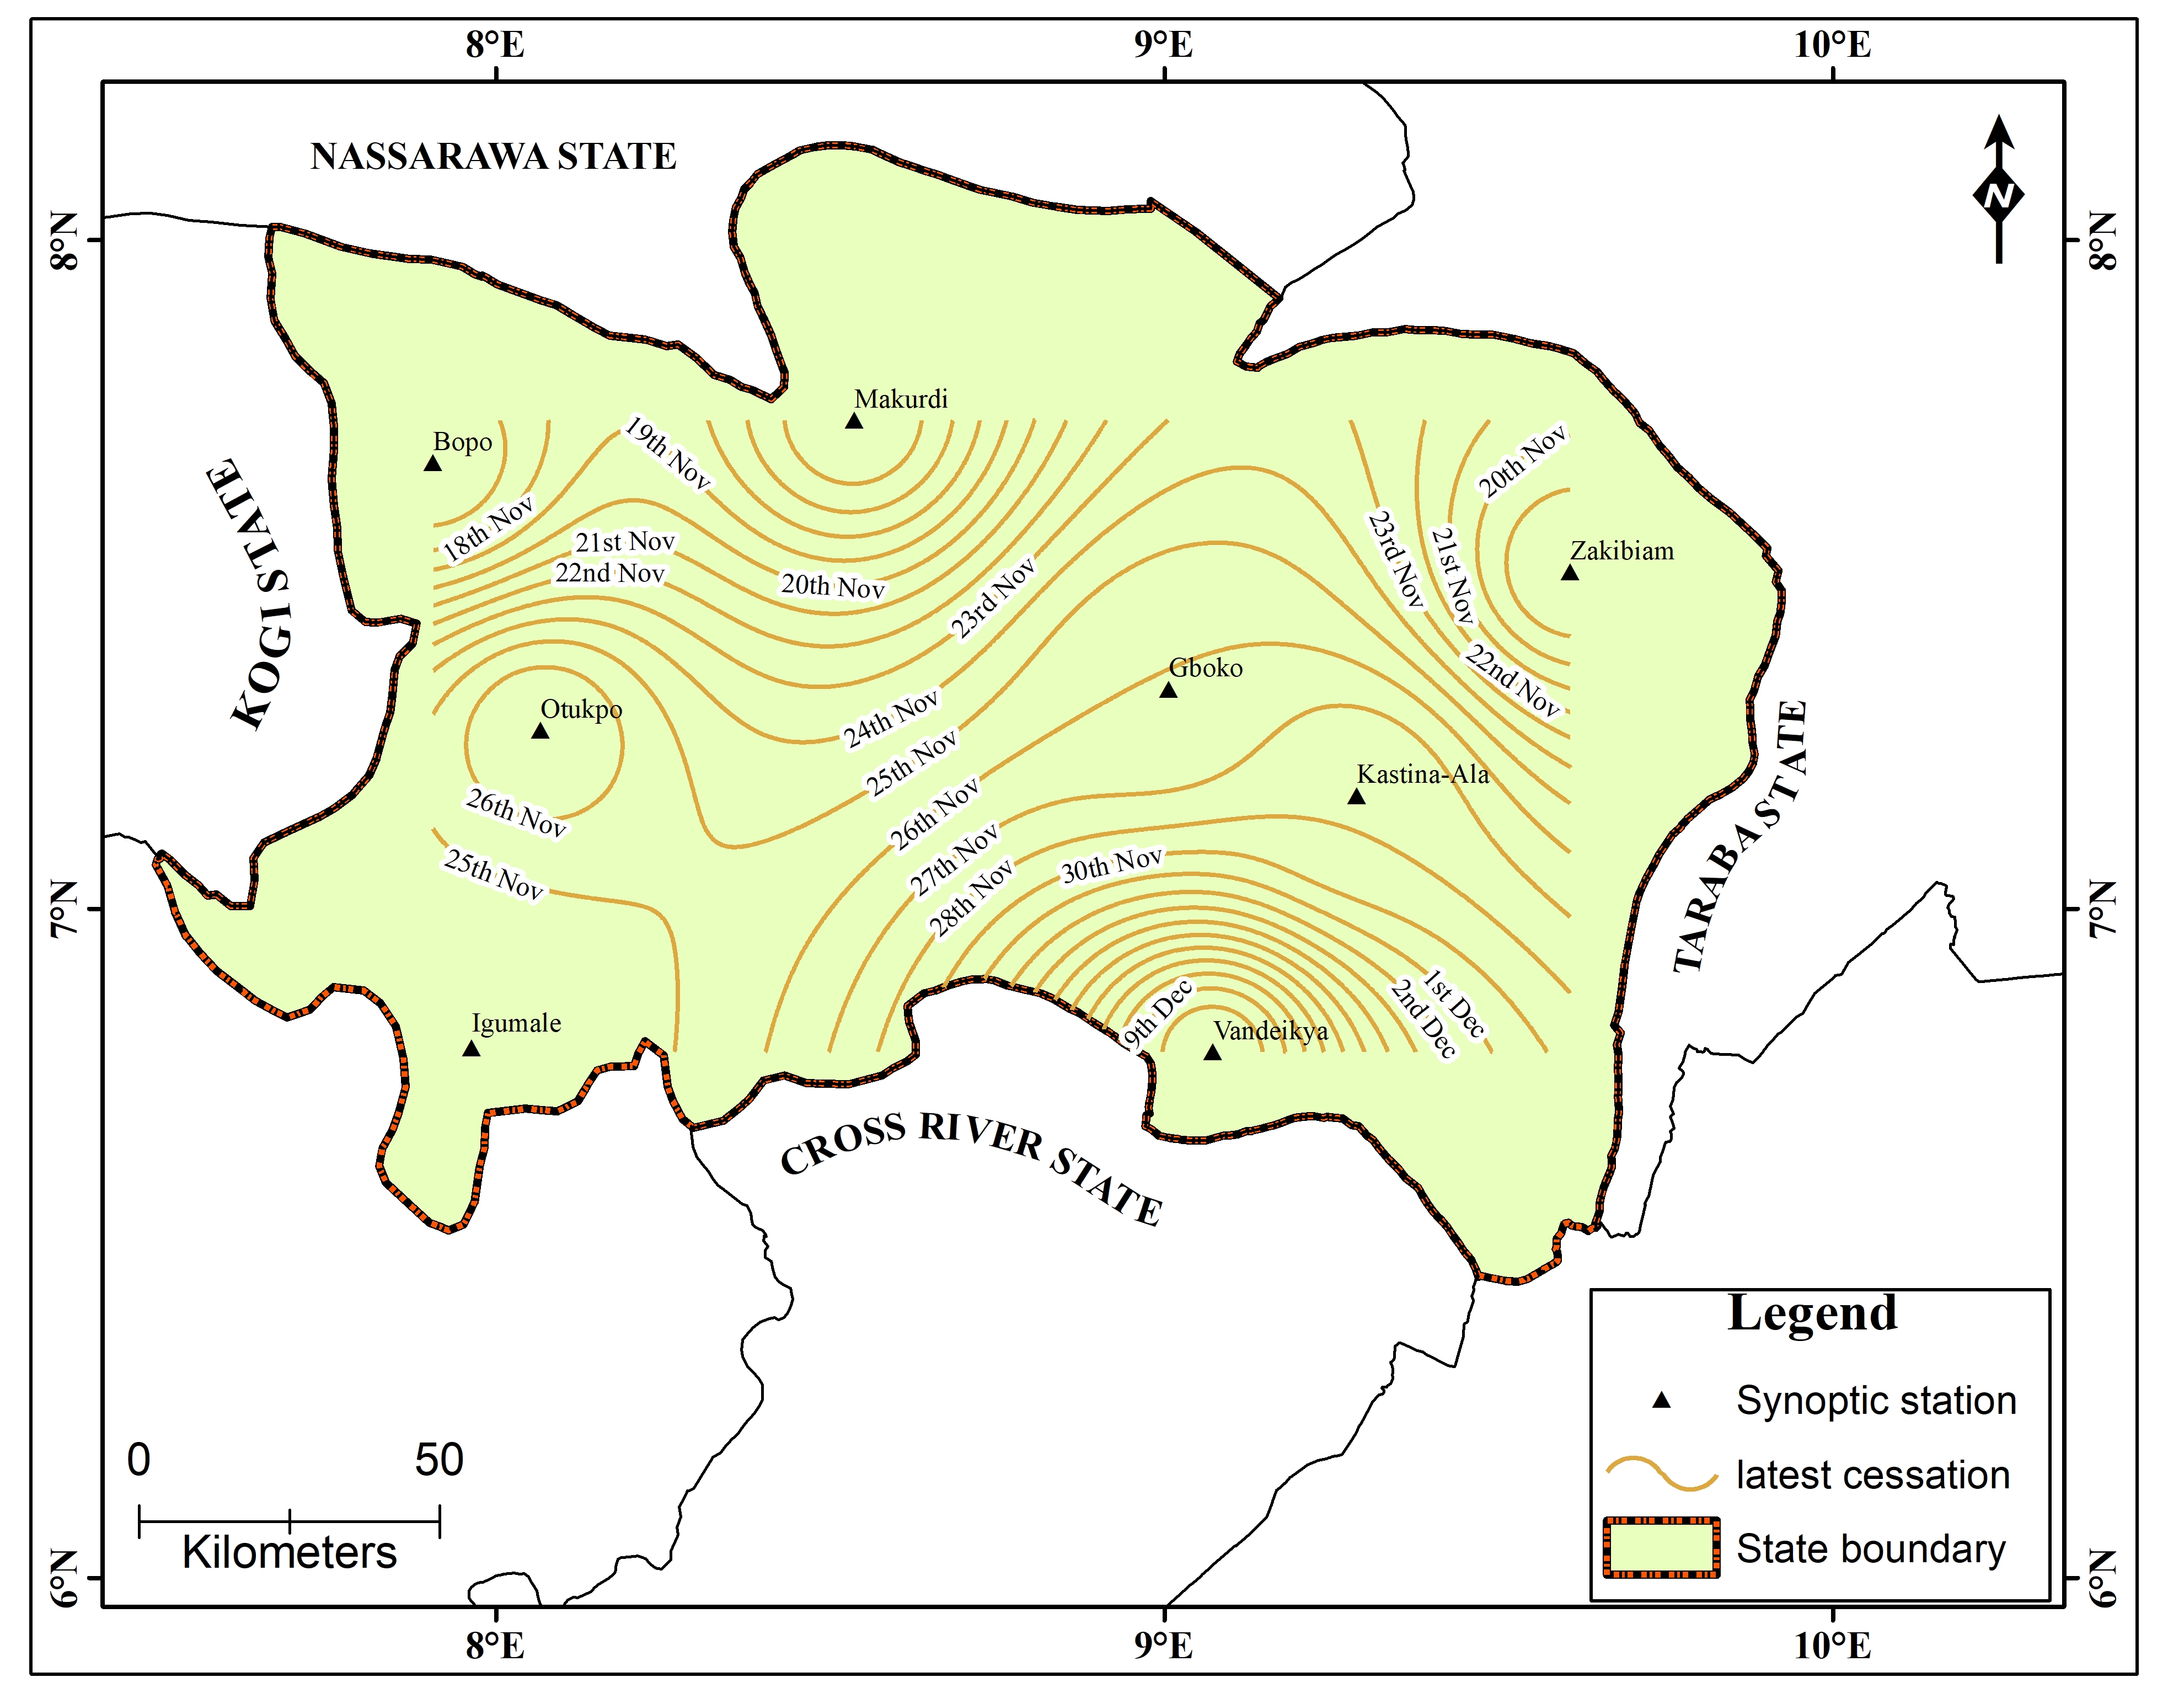 8°E
9°E
10°E
NASSARAWA STATE
N
8°N
8°N
Makurdi
Bopo
19th Nov
20th Nov
18th Nov
KOGI STATE
21st Nov
22nd Nov
20th Nov
23rd Nov
23rd Nov
21st Nov
Zakibiam
22nd Nov
Gboko
Otukpo
24th Nov
25th Nov
Kastina-Ala
26th Nov
26th Nov
27th Nov
28th Nov
30th Nov
25th Nov
TARABA STATE
7°N
7°N
1st Dec
2nd Dec
9th Dec
Igumale
Vandeikya
CROSS RIVER STATE
Legend
Synoptic station
latest cessation
State boundary
0
50
Kilometers
6°N
6°N
8°E
9°E
10°E